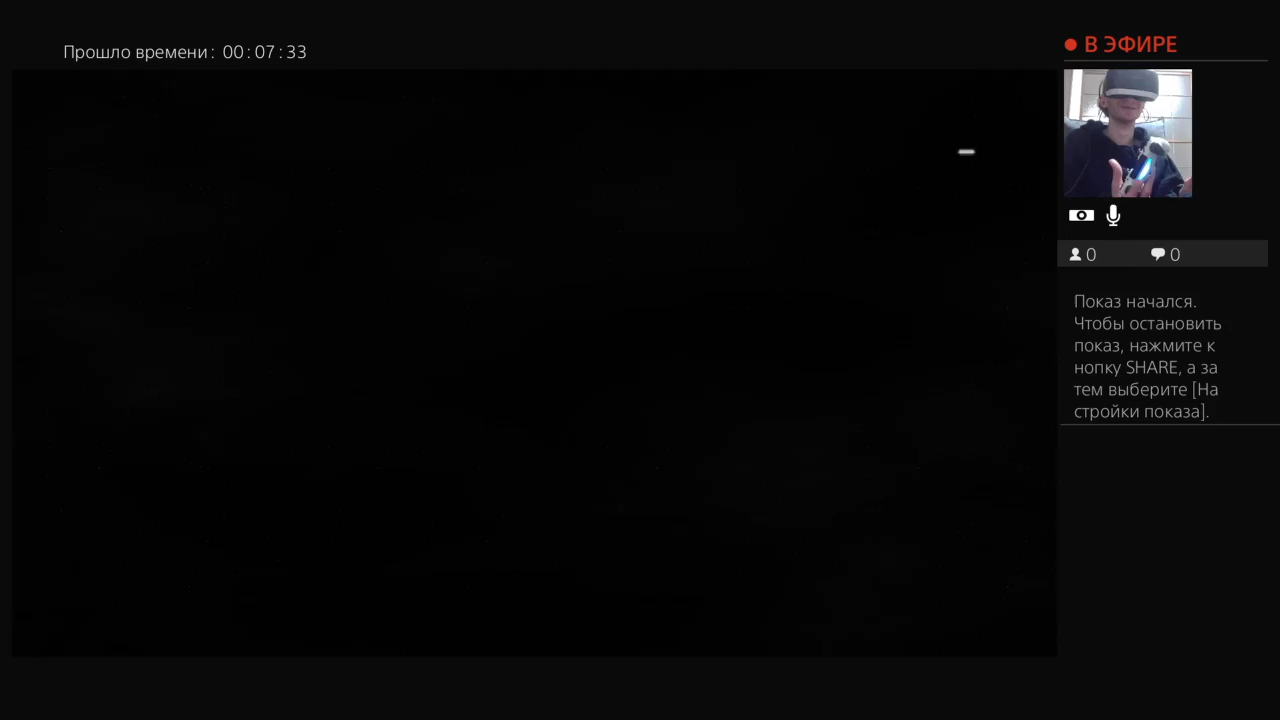 Прошло времени: 00:07:33
В ЭФИРЕ
0 0
Показ начался.
Чтобы остановить
показ, нажмите к
нопку SHARE, а за
тем выберите [На
стройки показа].